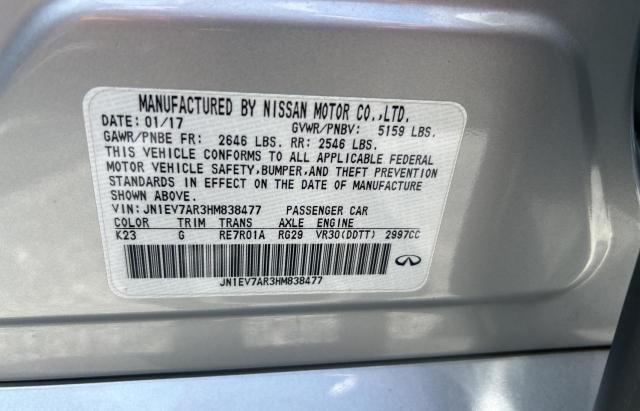 MANUFACTURED BY NISSAN MOTOR CO.,LTD.
DATE: 01/17 GVWR/PNBV: 5159 LBS.
GAWR/PNBE FR: 2646 LBS. RR: 2546 LBS.
THIS VEHICLE CONFORMS TO ALL APPLICABLE FEDERAL
MOTOR VEHICLE SAFETY,BUMPER,AND THEFT PREVENTION
STANDARDS IN EFFECT ON THE DATE OF MANUFACTURE
SHOWN ABOVE.
VIN: JN1EV7AR3HM838477 PASSENGER CAR
COLOR TRIM TRANS AXLE ENGINE
K23 G RE7R01A RG29 VR30(DDTT) 2997CC
JN1EV7AR3HM838477